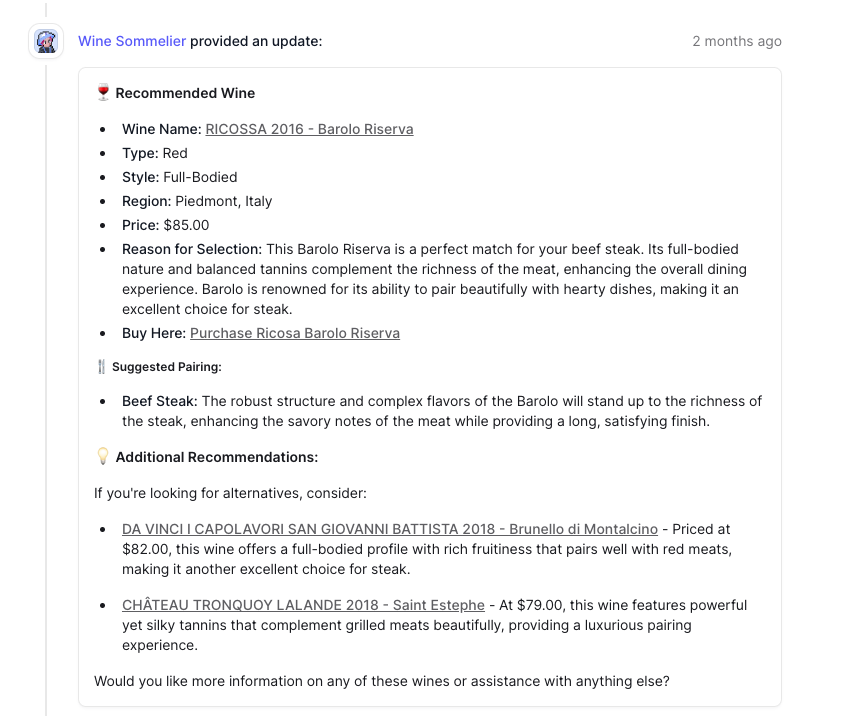 Wine Sommelier provided an update:
2 months ago
🍷 Recommended Wine
• Wine Name: RICOSSA 2016 - Barolo Riserva
• Type: Red
• Style: Full-Bodied
• Region: Piedmont, Italy
• Price: $85.00
• Reason for Selection: This Barolo Riserva is a perfect match for your beef steak. Its full-bodied
nature and balanced tannins complement the richness of the meat, enhancing the overall dining
experience. Barolo is renowned for its ability to pair beautifully with hearty dishes, making it an
excellent choice for steak.
• Buy Here: Purchase Ricosa Barolo Riserva
🍴 Suggested Pairing:
• Beef Steak: The robust structure and complex flavors of the Barolo will stand up to the richness of
the steak, enhancing the savory notes of the meat while providing a long, satisfying finish.
💡 Additional Recommendations:
If you're looking for alternatives, consider:
• DA VINCI I CAPOLAVORI SAN GIOVANNI BATTISTA 2018 - Brunello di Montalcino - Priced at
$82.00, this wine offers a full-bodied profile with rich fruitiness that pairs well with red meats,
making it another excellent choice for steak.
• CHÂTEAU TRONQUOY LALANDE 2018 - Saint Estephe - At $79.00, this wine features powerful
yet silky tannins that complement grilled meats beautifully, providing a luxurious pairing
experience.
Would you like more information on any of these wines or assistance with anything else?